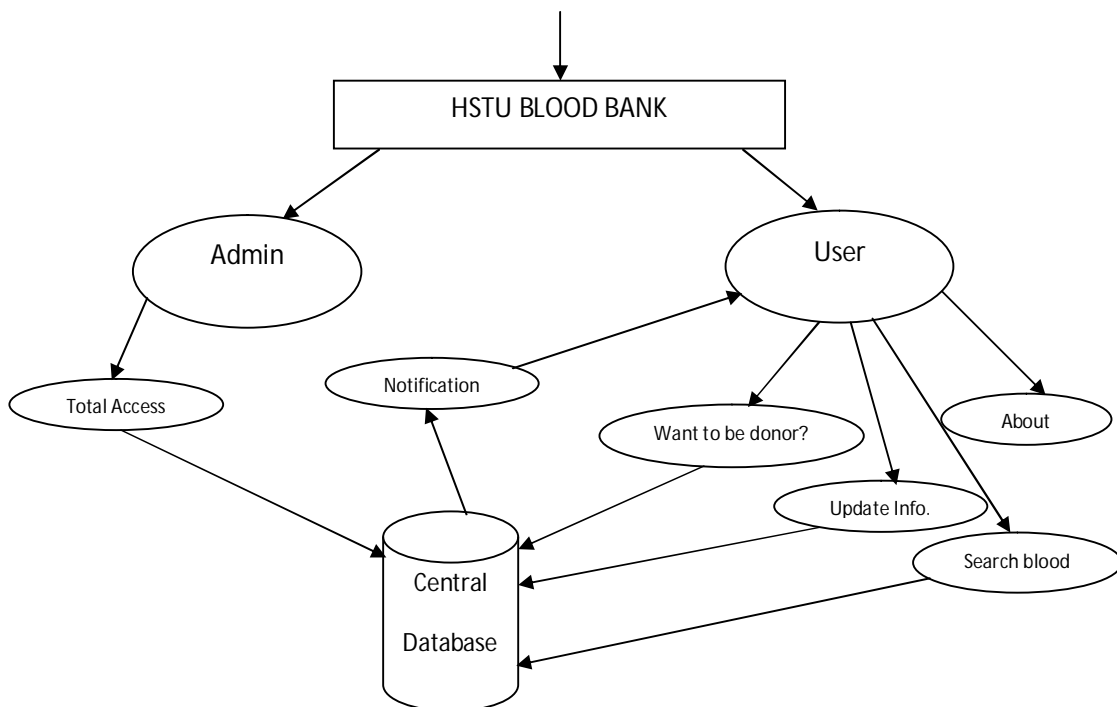 HSTU BLOOD BANK
Admin
User
Notification
Total Access
About
Want to be donor?
Update Info.
Search blood
Central
Database